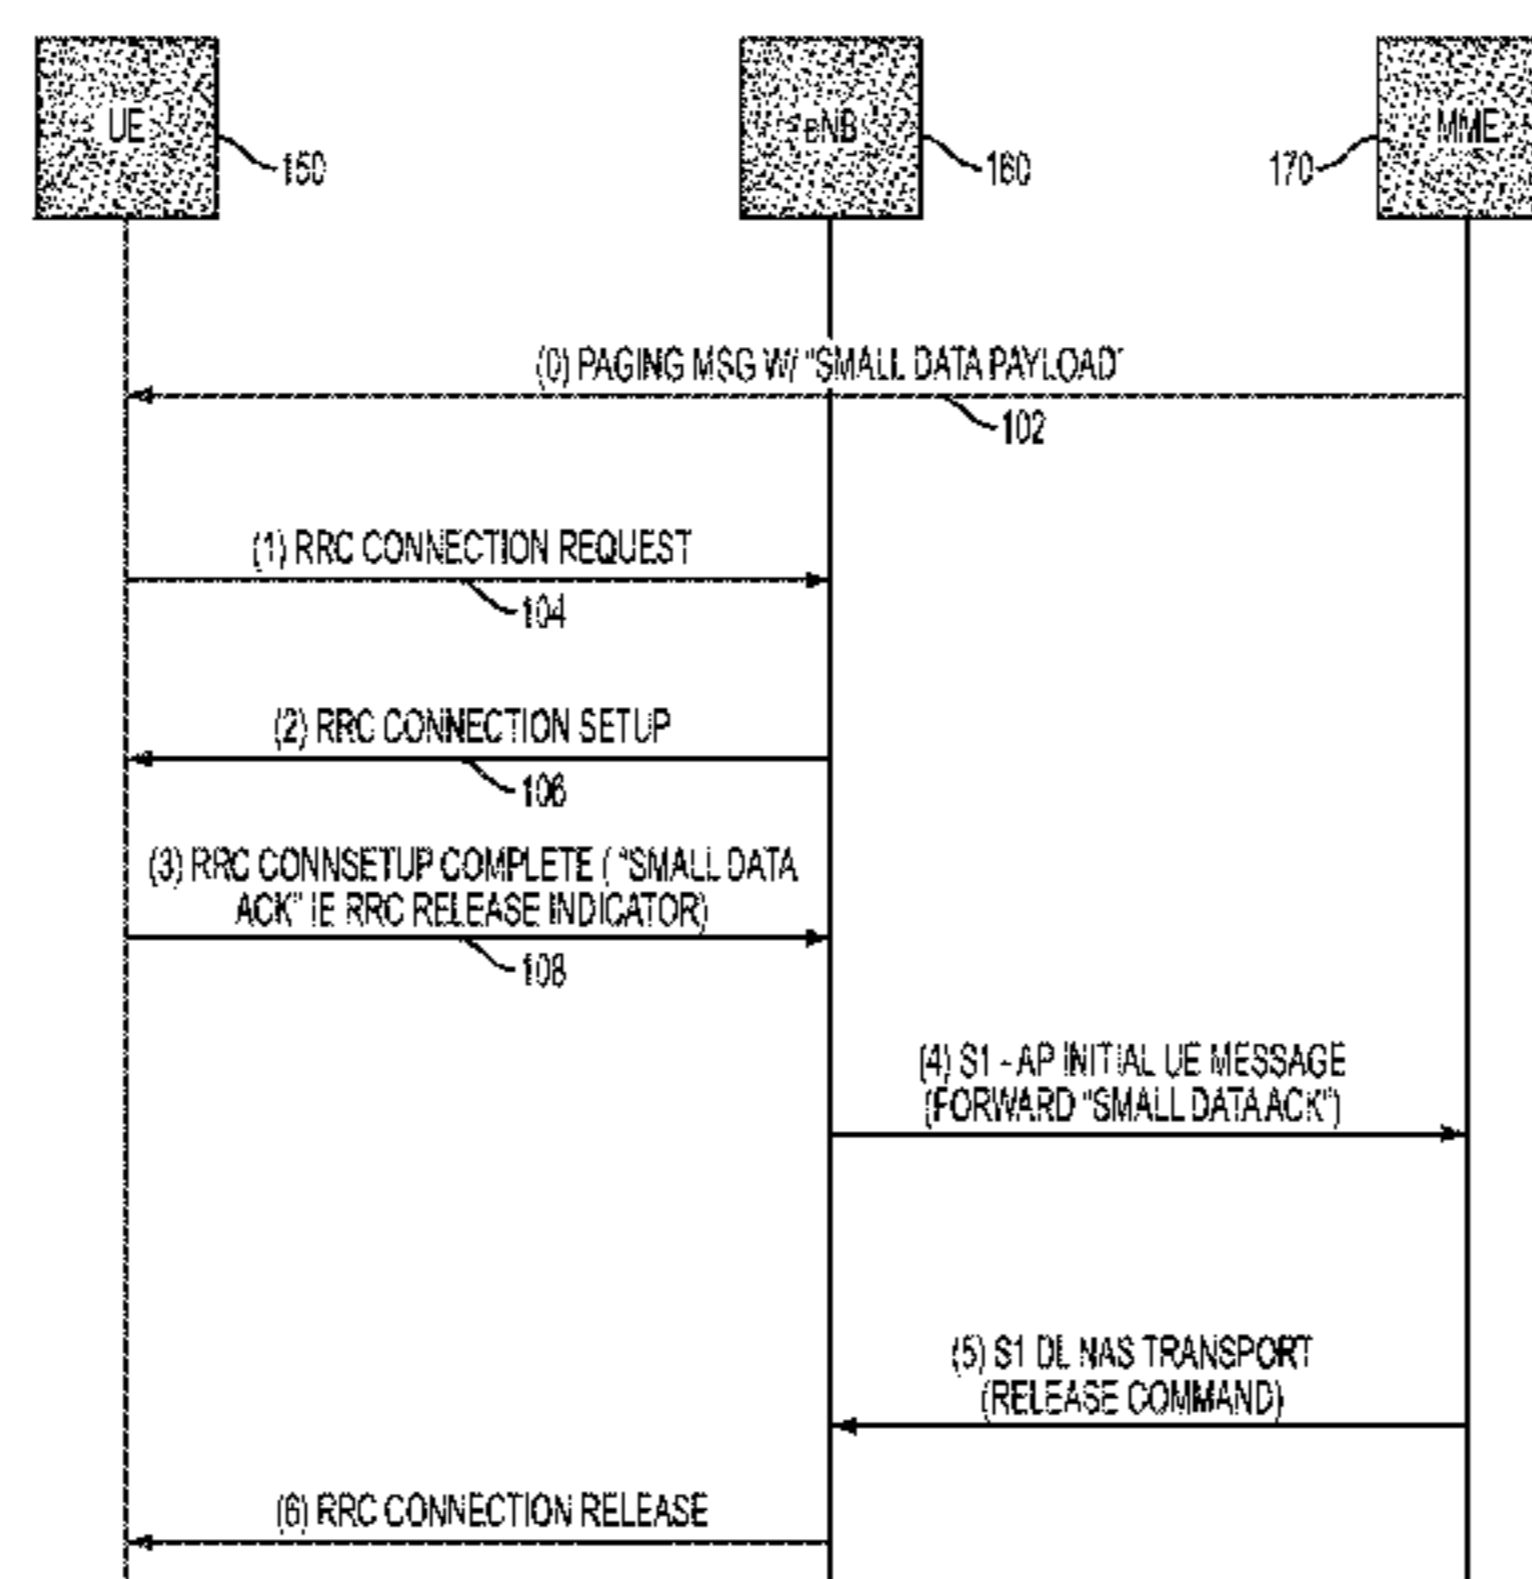 UE
150
eNB
160
170
MME
(0) PAGING MSG W/ "SMALL DATA PAYLOAD"
102
(1) RRC CONNECTION REQUEST
104
(2) RRC CONNECTION SETUP
106
(3) RRC CONNSETUP COMPLETE ( "SMALL DATA
ACK" IE RRC RELEASE INDICATOR)
108
(4) S1 - AP INITIAL UE MESSAGE
(FORWARD "SMALL DATA ACK")
(5) S1 DL NAS TRANSPORT
(RELEASE COMMAND)
(6) RRC CONNECTION RELEASE